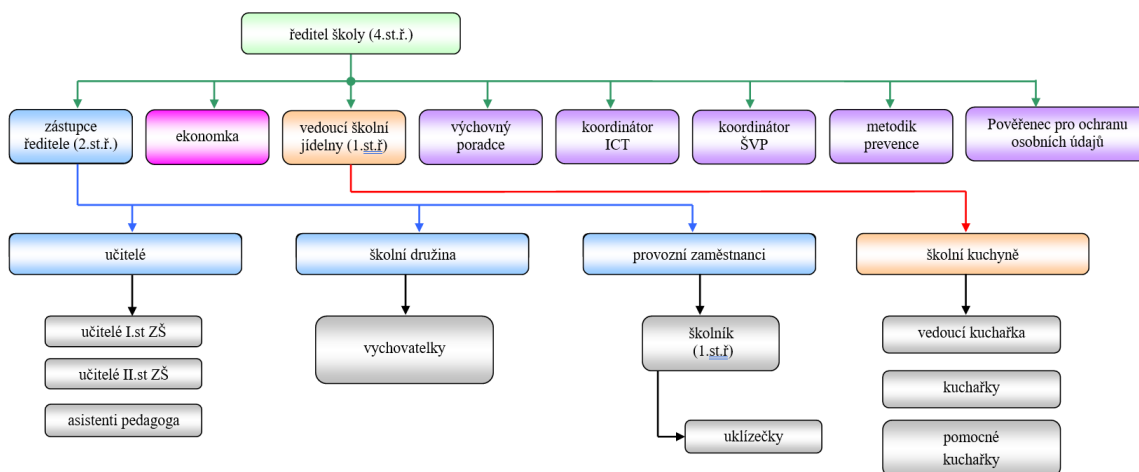 ředitel školy (4.st.ř.)
zástupce
ředitele (2.st.ř.)
ekonomka
vedoucí školní
jídelny (1.st.ř)
výchovný
poradce
koordinátor
ICT
koordinátor
ŠVP
metodik
prevence
Pověřenec pro ochranu
osobních údajů
učitelé
školní družina
provozní zaměstnanci
školní kuchyně
učitelé I.st ZŠ
učitelé II.st ZŠ
asistenti pedagoga
vychovatelky
školník
(1.st.ř)
uklízečky
vedoucí kuchařka
kuchařky
pomocné
kuchařky